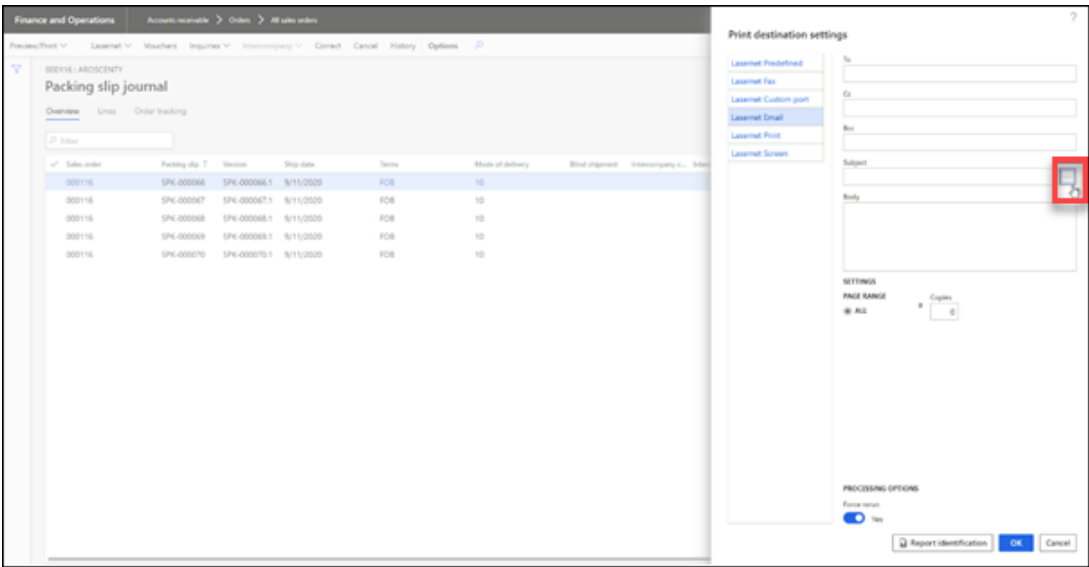 Finance and Operations Accounts receivable > Orders > All sales orders
?
Print destination settings
Preview/Print Lasernet Vouchers Inquiries Intercompany Correct Cancel History Options
000116 : AROSCENTY
Packing slip journal
Overview Lines Order tracking
Filter
Sales order Packing slip ↑ Version Ship date Terms Mode of delivery Blind shipment Intercompany c... Inter
000116 SPK-000066 SPK-000066.1 9/11/2020 FOB 10
000116 SPK-000067 SPK-000067.1 9/11/2020 FOB 10
000116 SPK-000068 SPK-000068.1 9/11/2020 FOB 10
000116 SPK-000069 SPK-000069.1 9/11/2020 FOB 10
000116 SPK-000070 SPK-000070.1 9/11/2020 FOB 10
Lasernet Predefined
Lasernet Fax
Lasernet Custom port
Lasernet Email
Lasernet Print
Lasernet Screen
To
Cc
Bcc
Subject
...
Body
SETTINGS
PAGE RANGE
ALL
Copies
0
PROCESSING OPTIONS
Force rerun
Yes
Report identification OK Cancel